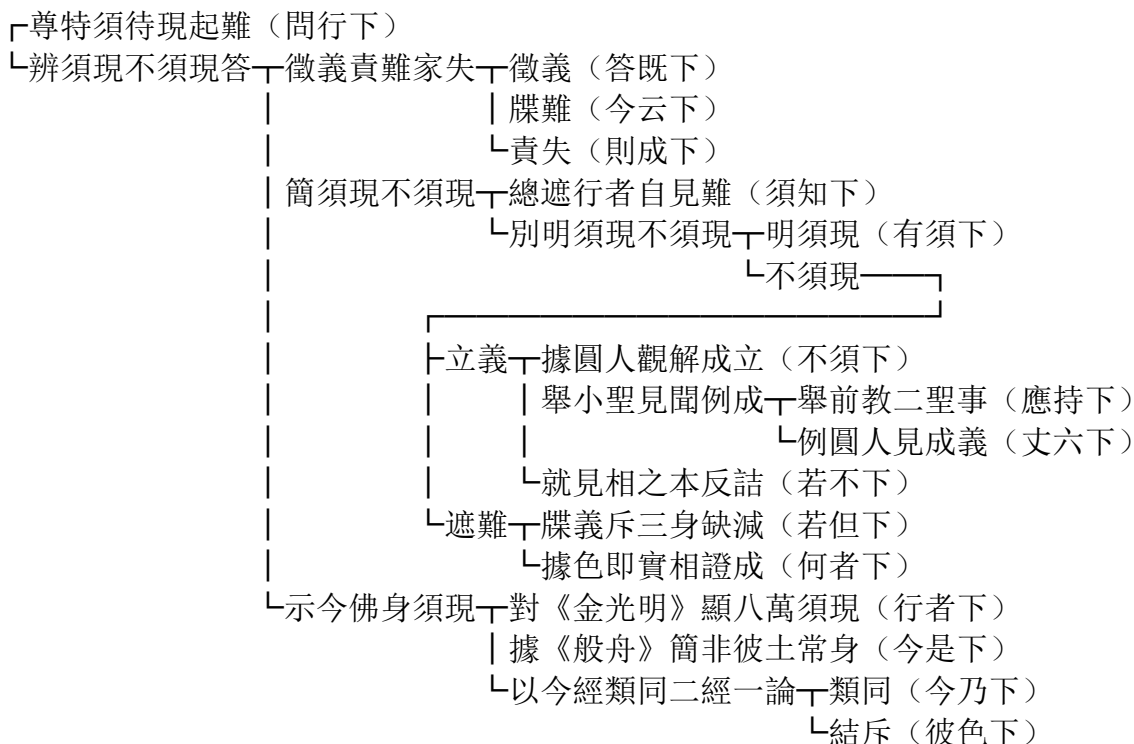 尊特須待現起難（問行下）
辨須現不須現答 徵義責難家失 徵義（答既下）
牒難（今云下）
責失（則成下）
簡須現不須現 總遮行者自見難（須知下）
別明須現不須現 明須現（有須下）
不須現
立義 據圓人觀解成立（不須下）
舉小聖見聞例成 舉前教二聖事（應持下）
例圓人見成義（丈六下）
就見相之本反詰（若不下）
遮難 牒義斥三身缺減（若但下）
據色即實相證成（何者下）
示今佛身須現 對《金光明》顯八萬須現（行者下）
據《般舟》簡非彼土常身（今是下）
以今經類同二經一論 類同（今乃下）
結斥（彼色下）